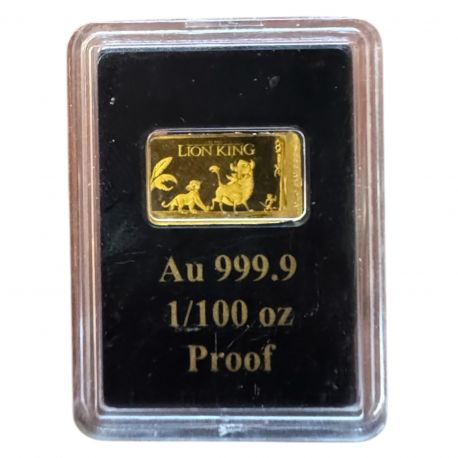 LION KING
Au 999.9
1/100 oz
Proof